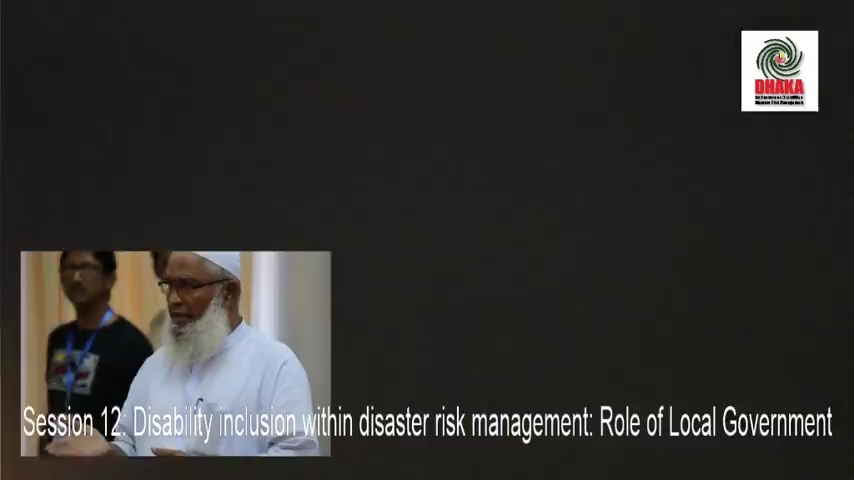 DHAKA
Session 12: Disability inclusion within disaster risk management: Role of Local Government